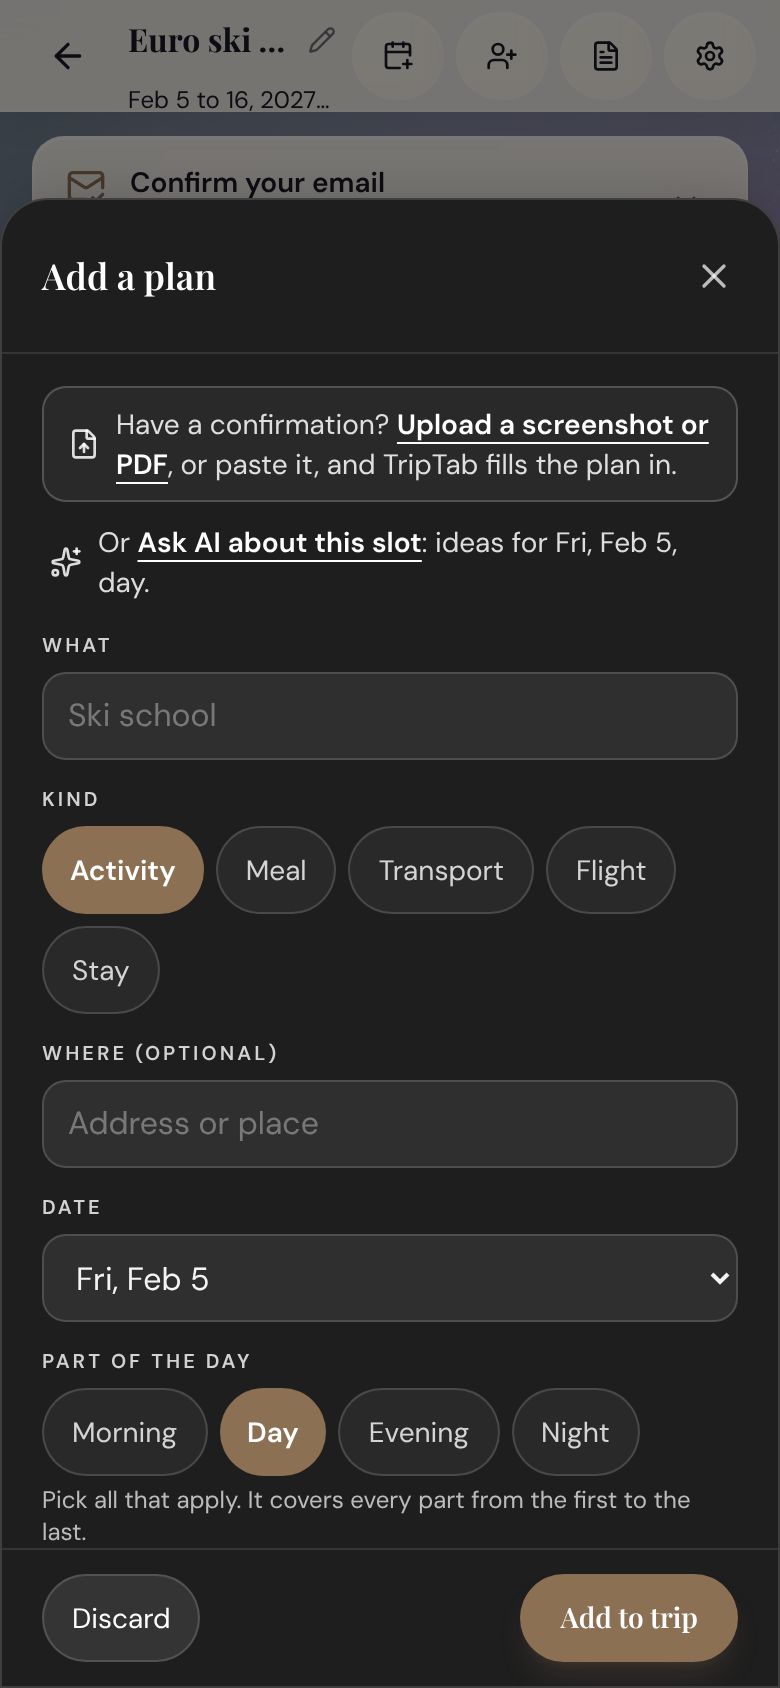 Euro ski ...
Feb 5 to 16, 2027...
Confirm your email
Add a plan
Have a confirmation? Upload a screenshot or
PDF, or paste it, and TripTab fills the plan in.
Or Ask AI about this slot: ideas for Fri, Feb 5,
day.
WHAT
Ski school
KIND
Activity Meal Transport Flight
Stay
WHERE (OPTIONAL)
Address or place
DATE
Fri, Feb 5
PART OF THE DAY
Morning Day Evening Night
Pick all that apply. It covers every part from the first to the
last.
Discard Add to trip